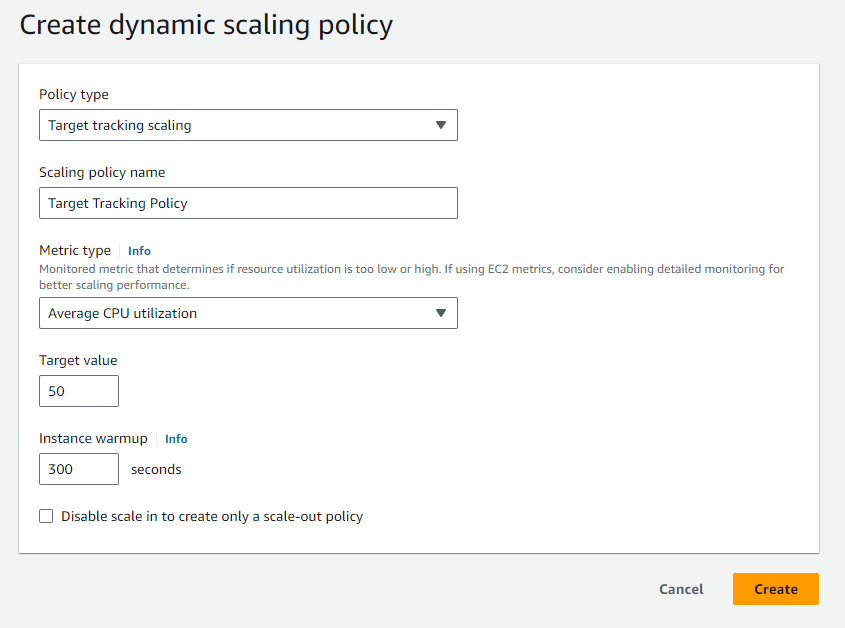 Create dynamic scaling policy
Policy type
Target tracking scaling
Scaling policy name
Target Tracking Policy
Metric type Info
Monitored metric that determines if resource utilization is too low or high. If using EC2 metrics, consider enabling detailed monitoring for
better scaling performance.
Average CPU utilization
Target value
50
Instance warmup Info
300 seconds
Disable scale in to create only a scale-out policy
Cancel Create